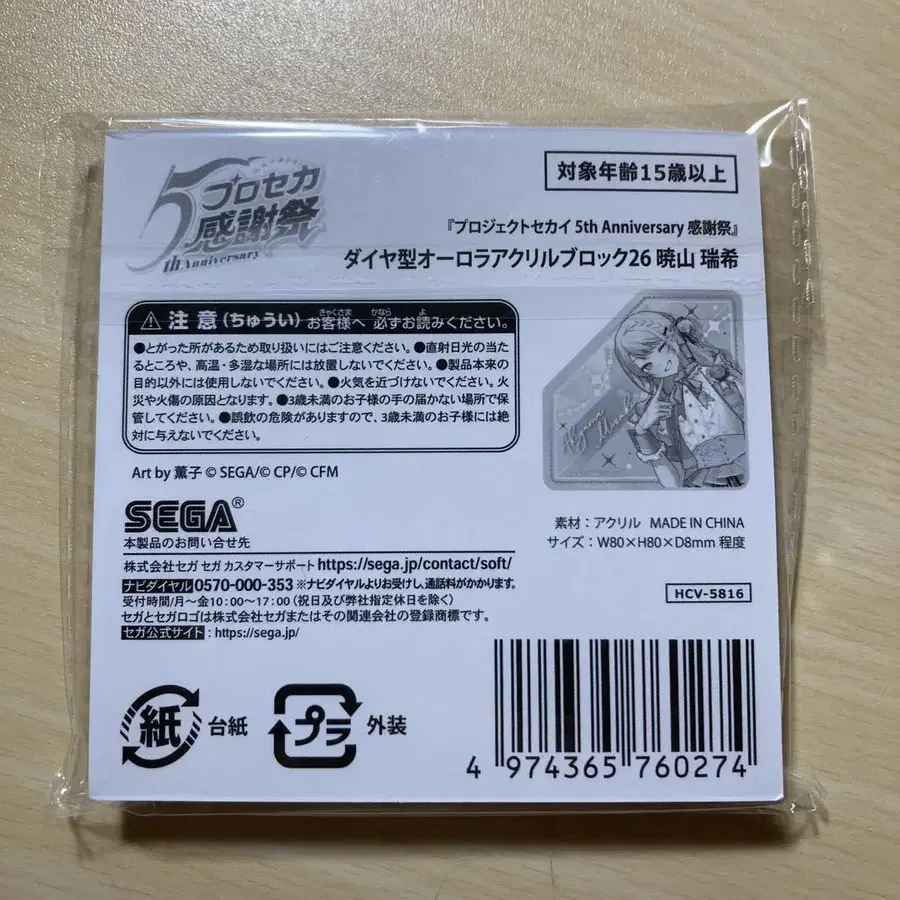 5 プロセカ
感謝祭
th Anniversary
対象年齢15歳以上
『プロジェクトセカイ 5th Anniversary 感謝祭』
ダイヤ型オーロラアクリルブロック26 暁山 瑞希
⚠ 注意(ちゅうい) お客様へ 必ずお読みください。
きゃくさま かなら よ
●とがった所があるため取り扱いにはご注意ください。●直射日光の当た
るところや、高温・多湿な場所には放置しないでください。●製品本来の
目的以外には使用しないでください。●火気を近づけないでください。火
災や火傷の原因となります。●3歳未満のお子様の手の届かない場所で保
管してください。●誤飲の危険がありますので、3歳未満のお子様には絶
対に与えないでください。
Akiyama
Mizuki
Art by 薫子 © SEGA/© CP/© CFM
素材：アクリル MADE IN CHINA
サイズ：W80×H80×D8mm 程度
SEGA®
本製品のお問い合せ先
株式会社セガ セガ カスタマーサポート https://sega.jp/contact/soft/
ナビダイヤル 0570-000-353 ※ナビダイヤルよりお受けし、通話料がかかります。
受付時間/月～金10:00～17:00(祝日及び弊社指定休日を除く)
セガとセガロゴは株式会社セガまたはその関連会社の登録商標です。
セガ公式サイト：https://sega.jp/
HCV-5816
紙 台紙
プラ 外装
4 974365 760274